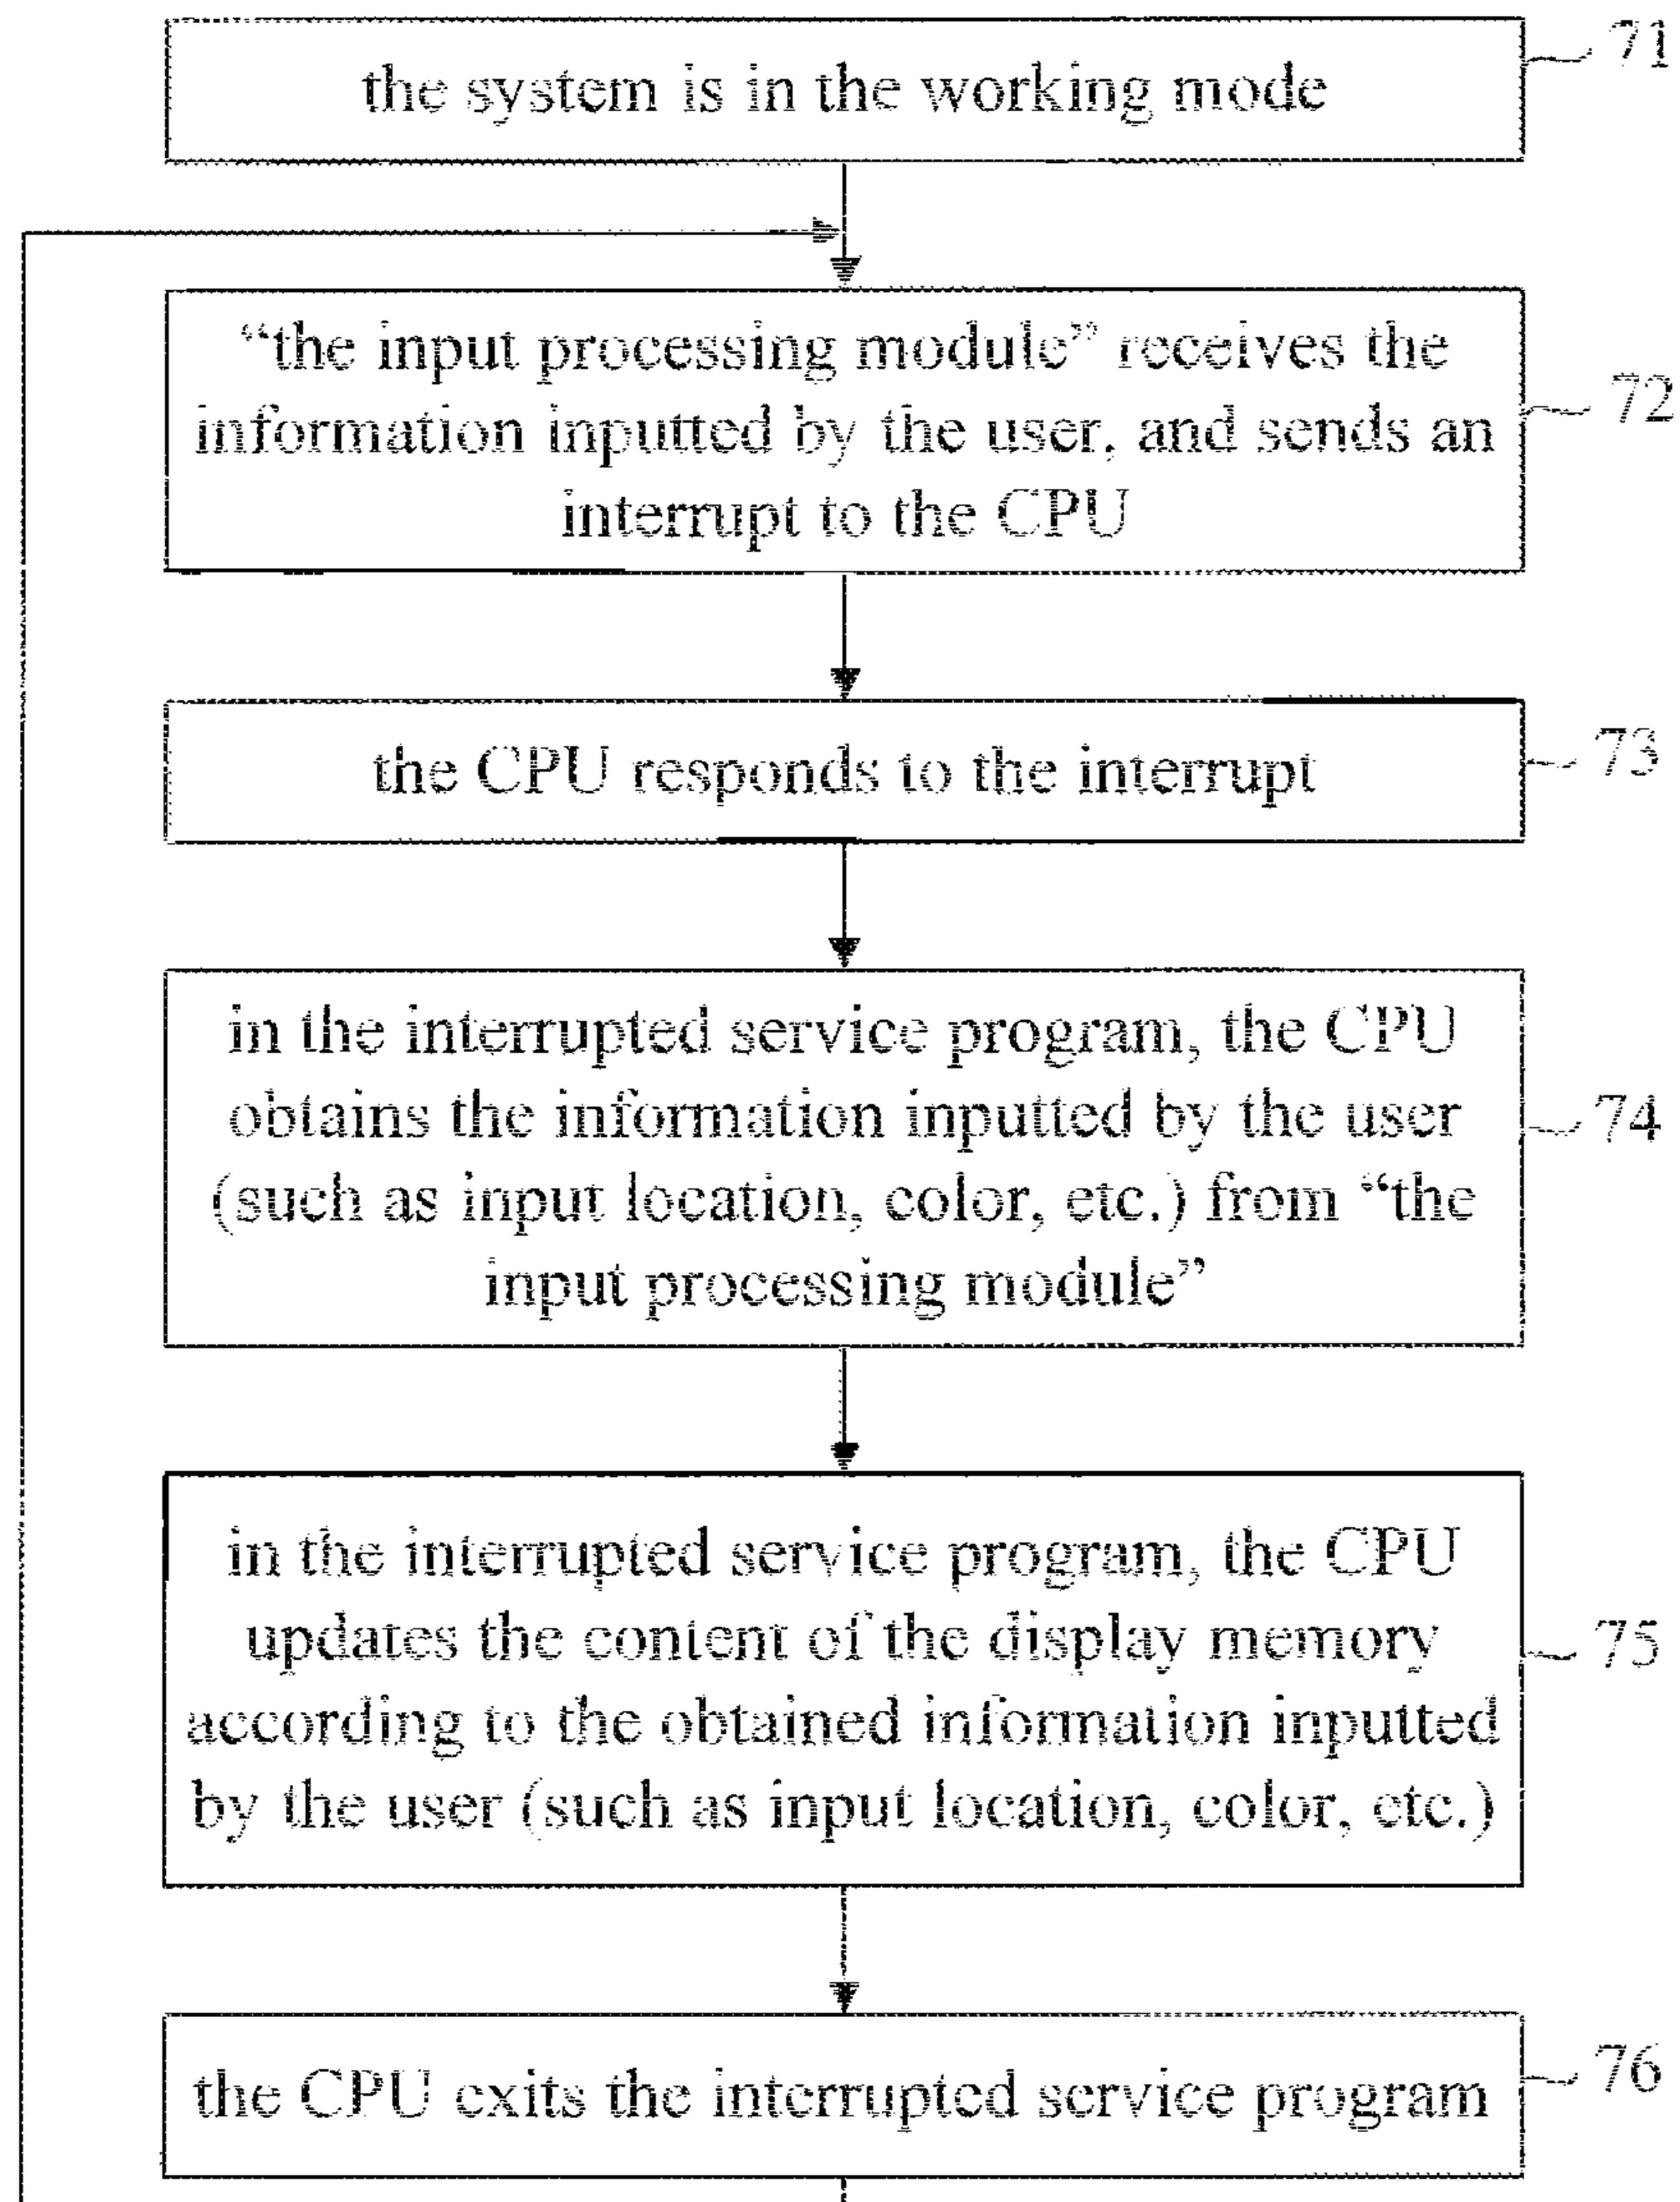 the system is in the working mode
71
“the input processing module” receives the
information inputted by the user, and sends an
interrupt to the CPU
72
the CPU responds to the interrupt
73
in the interrupted service program, the CPU
obtains the information inputted by the user
(such as input location, color, etc.) from “the
input processing module”
74
in the interrupted service program, the CPU
updates the content of the display memory
according to the obtained information inputted
by the user (such as input location, color, etc.)
75
the CPU exits the interrupted service program
76